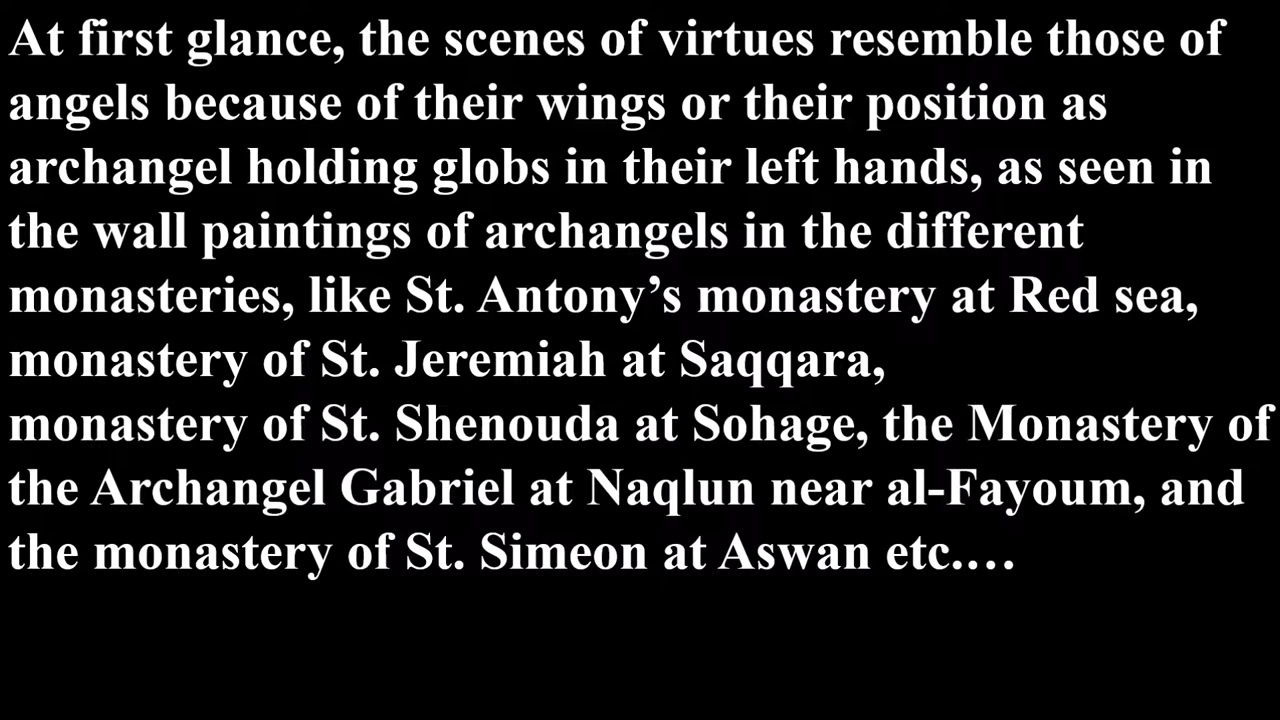 At first glance, the scenes of virtues resemble those of
angels because of their wings or their position as
archangel holding globs in their left hands, as seen in
the wall paintings of archangels in the different
monasteries, like St. Antony’s monastery at Red sea,
monastery of St. Jeremiah at Saqqara,
monastery of St. Shenouda at Sohage, the Monastery of
the Archangel Gabriel at Naqlun near al-Fayoum, and
the monastery of St. Simeon at Aswan etc.…